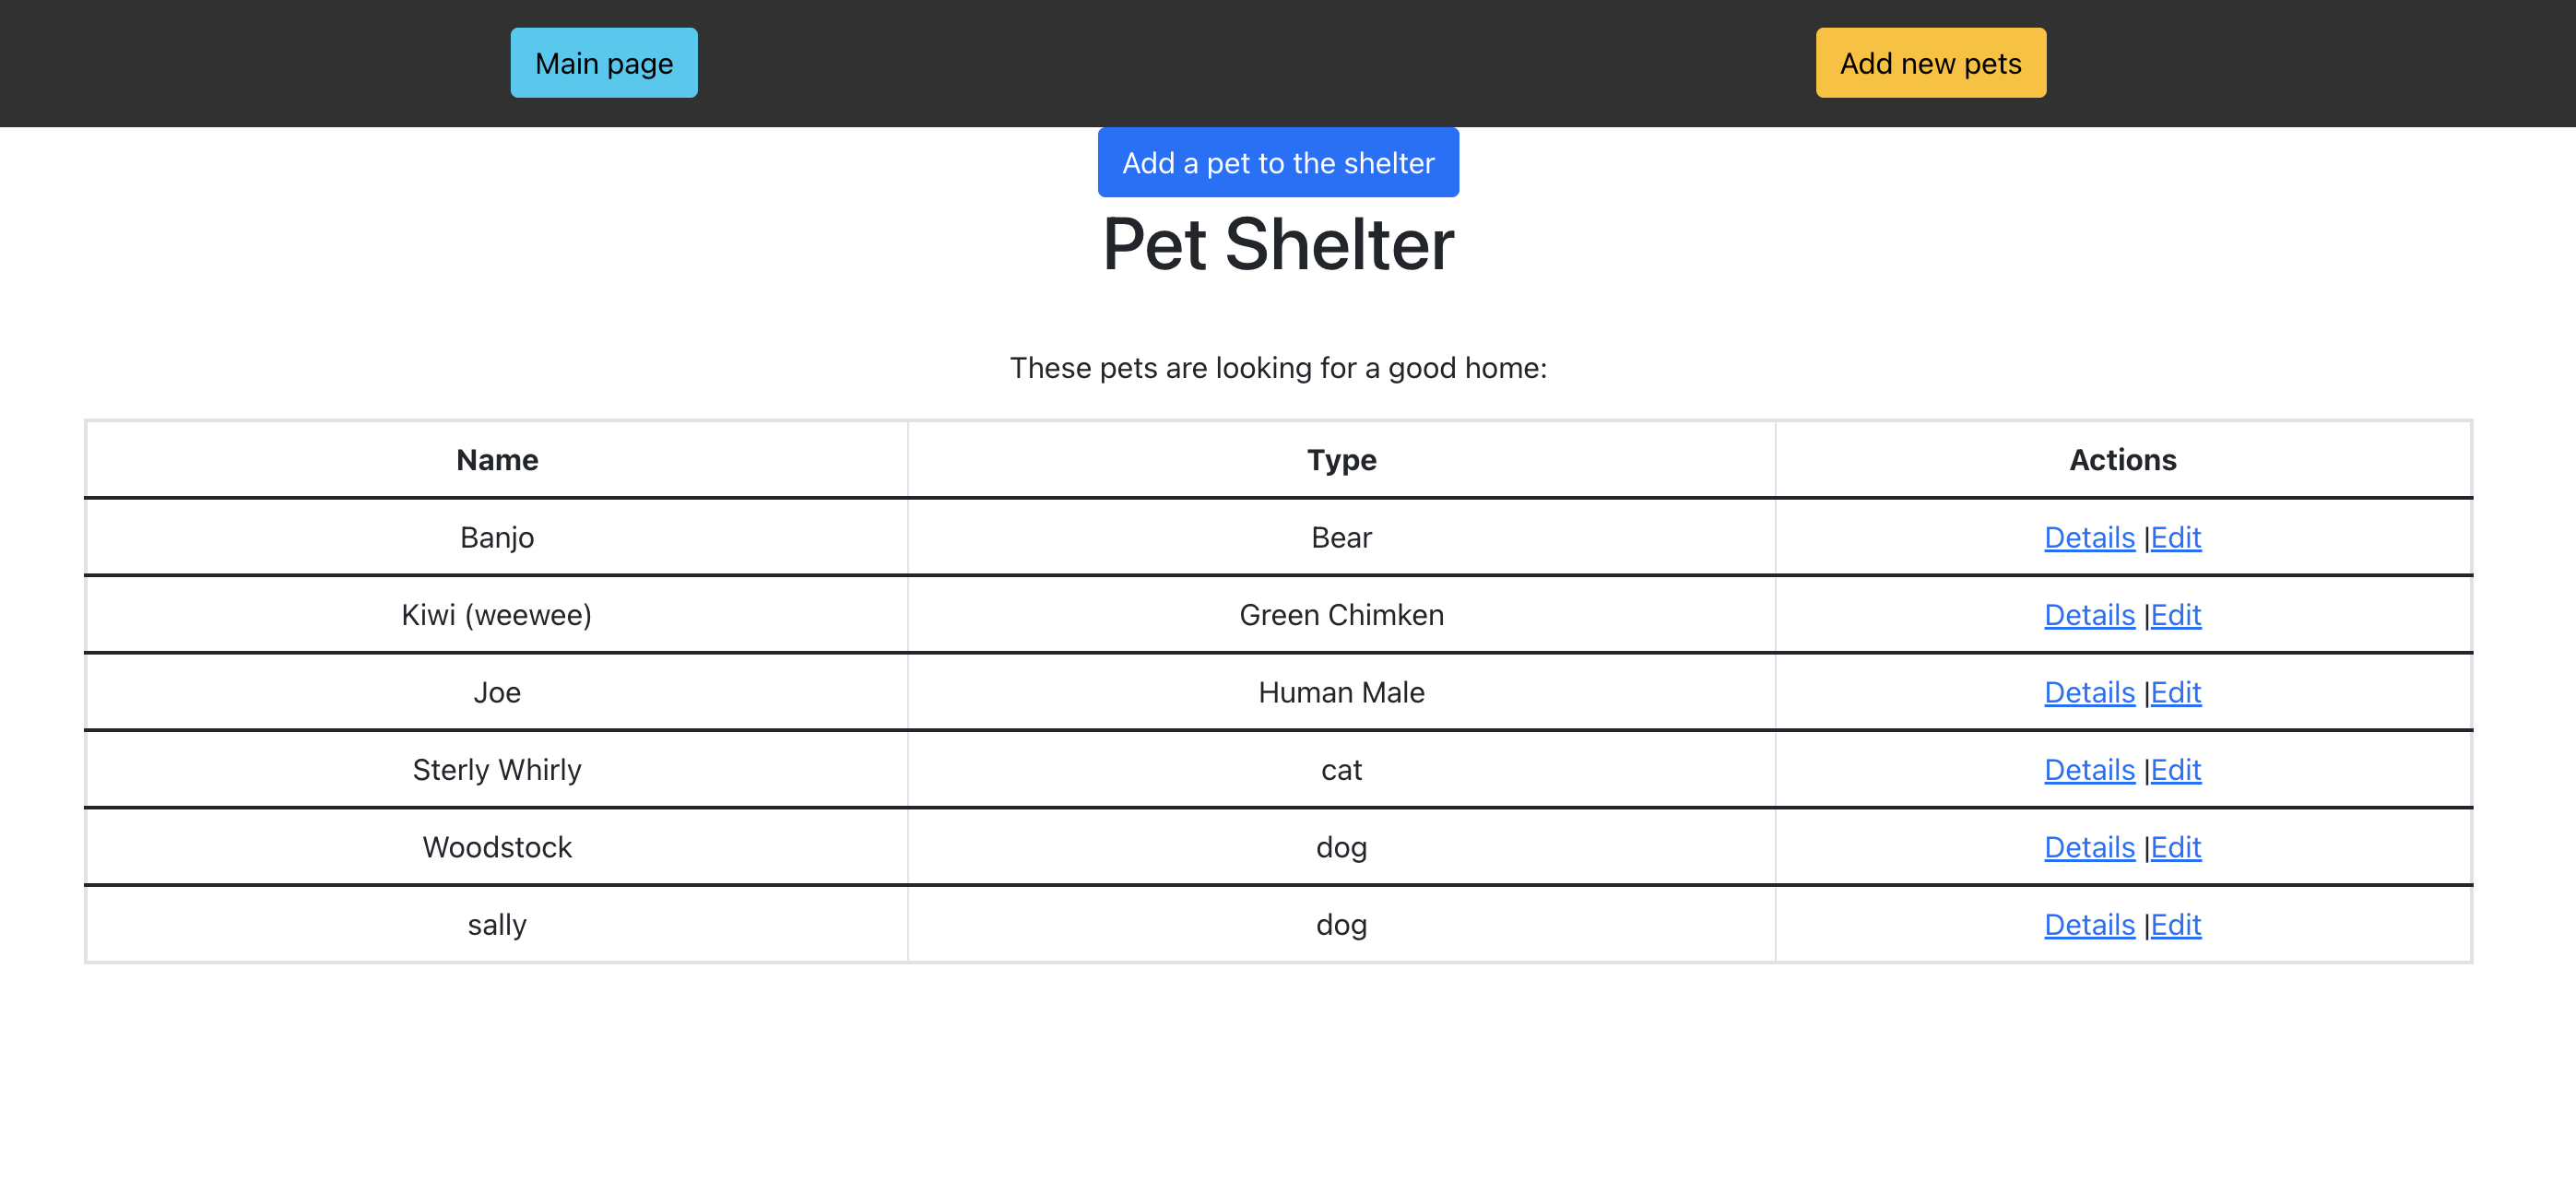 Main page Add new pets
Add a pet to the shelter
Pet Shelter
These pets are looking for a good home:
Name Type Actions
Banjo Bear Details |Edit
Kiwi (weewee) Green Chimken Details |Edit
Joe Human Male Details |Edit
Sterly Whirly cat Details |Edit
Woodstock dog Details |Edit
sally dog Details |Edit